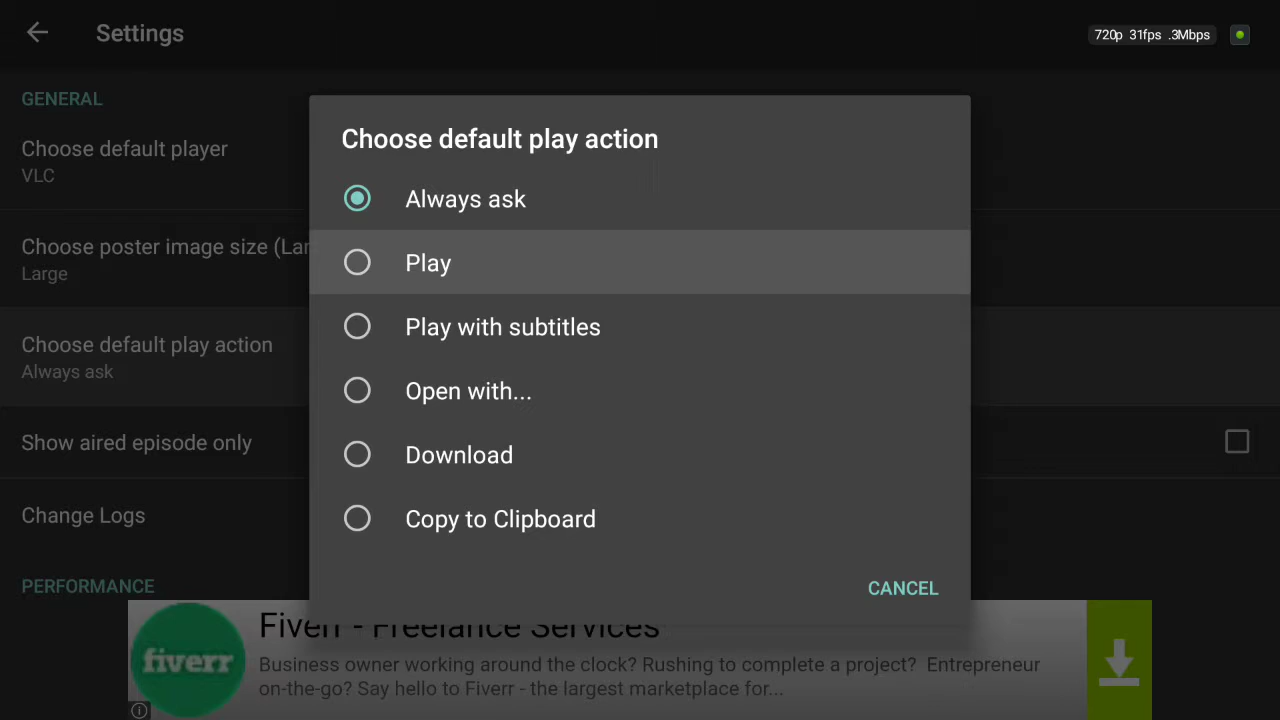 Settings
720p 31fps .3Mbps
GENERAL
Choose default player
VLC
Choose poster image size (Lar
Large
Choose default play action
Always ask
Show aired episode only
Change Logs
PERFORMANCE
Choose default play action
Always ask
Play
Play with subtitles
Open with...
Download
Copy to Clipboard
CANCEL
fiverr
Fiverr - Freelance Services
Business owner working around the clock? Rushing to complete a project? Entrepreneur
on-the-go? Say hello to Fiverr - the largest marketplace for...